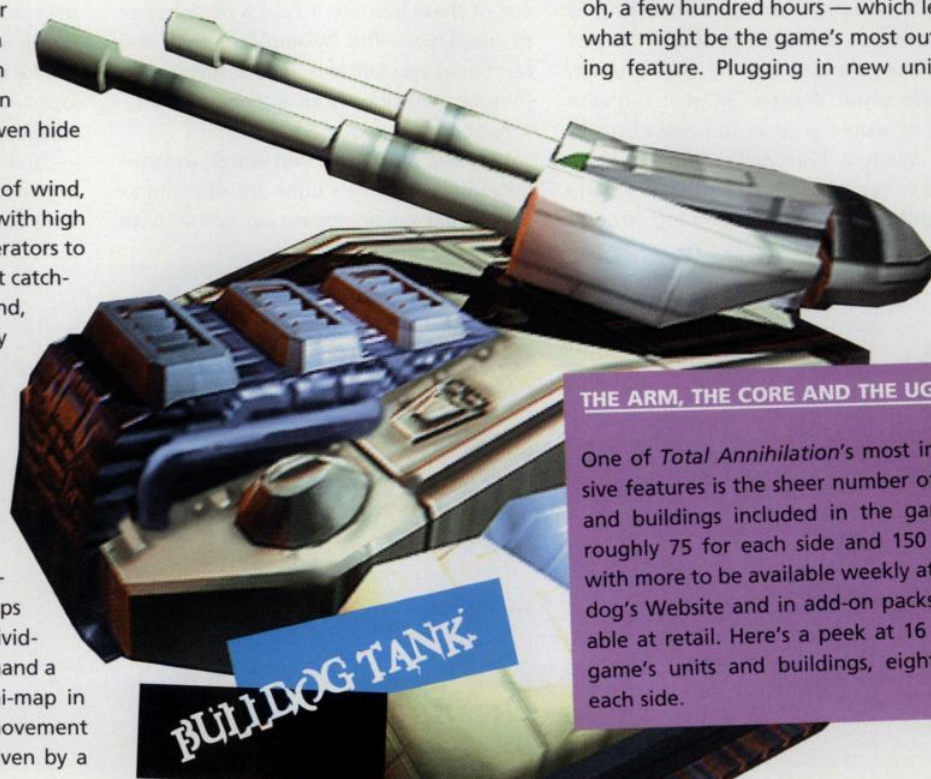 ven hide
of wind,
with high
erators to
t catch-
nd,
y
-
ps
ivid-
and a
i-map in
ovement
ven by a
oh, a few hundred hours — which le
what might be the game's most out
ing feature. Plugging in new uni
THE ARM, THE CORE AND THE UG
One of Total Annihilation's most im
sive features is the sheer number of
and buildings included in the ga
roughly 75 for each side and 150
with more to be available weekly at
dog's Website and in add-on packs
able at retail. Here's a peek at 16
game's units and buildings, eight
each side.
BULLDOG TANK